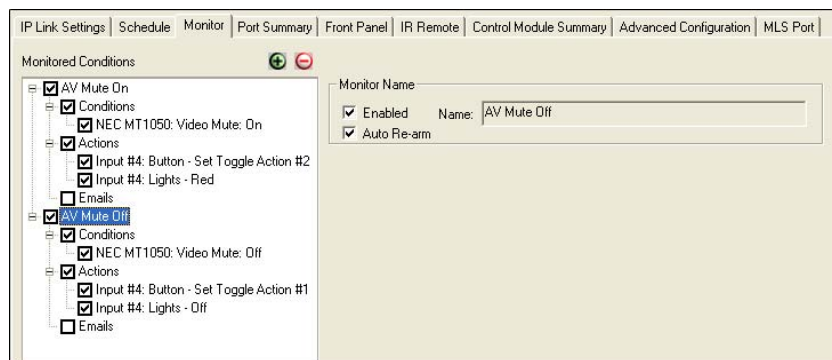 IP Link Settings Schedule Monitor Port Summary Front Panel IR Remote Control Module Summary Advanced Configuration MLS Port
Monitored Conditions
AV Mute On
Conditions
NEC MT1050: Video Mute: On
Actions
Input #4: Button - Set Toggle Action #2
Input #4: Lights - Red
Emails
AV Mute Off
Conditions
NEC MT1050: Video Mute: Off
Actions
Input #4: Button - Set Toggle Action #1
Input #4: Lights - Off
Emails
Monitor Name
Enabled Name: AV Mute Off
Auto Re-arm